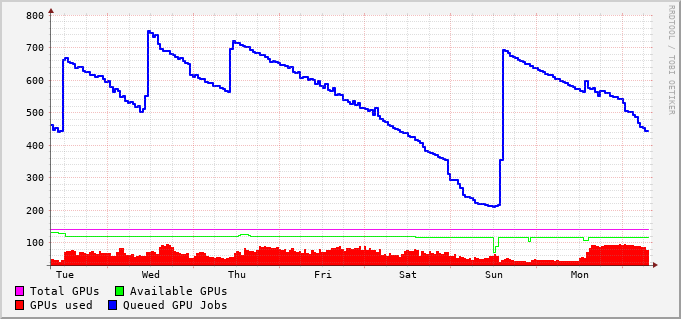 800
700
600
500
400
300
200
100
Tue Wed Thu Fri Sat Sun Mon
RRDTOOL / TOBI OETIKER
Total GPUs Available GPUs
GPUs used Queued GPU Jobs